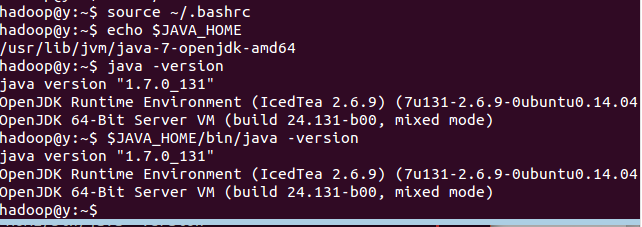 hadoop@y:~$ source ~/.bashrc
hadoop@y:~$ echo $JAVA_HOME
/usr/lib/jvm/java-7-openjdk-amd64
hadoop@y:~$ java -version
java version "1.7.0_131"
OpenJDK Runtime Environment (IcedTea 2.6.9) (7u131-2.6.9-0ubuntu0.14.04
OpenJDK 64-Bit Server VM (build 24.131-b00, mixed mode)
hadoop@y:~$ $JAVA_HOME/bin/java -version
java version "1.7.0_131"
OpenJDK Runtime Environment (IcedTea 2.6.9) (7u131-2.6.9-0ubuntu0.14.04
OpenJDK 64-Bit Server VM (build 24.131-b00, mixed mode)
hadoop@y:~$